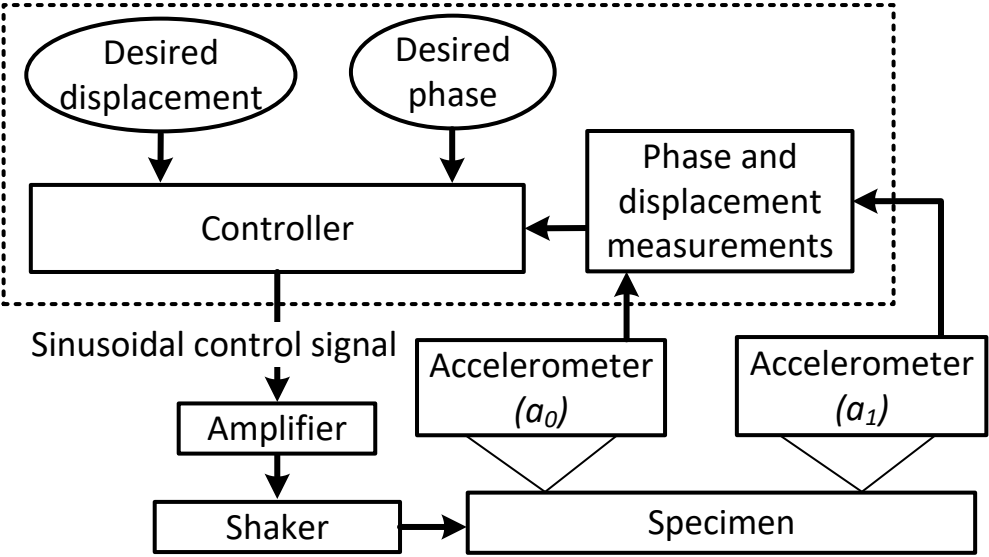 Desired
displacement
Desired
phase
Phase and
displacement
measurements
Controller
Sinusoidal control signal
Accelerometer
(a0)
Accelerometer
(a1)
Amplifier
Shaker
Specimen